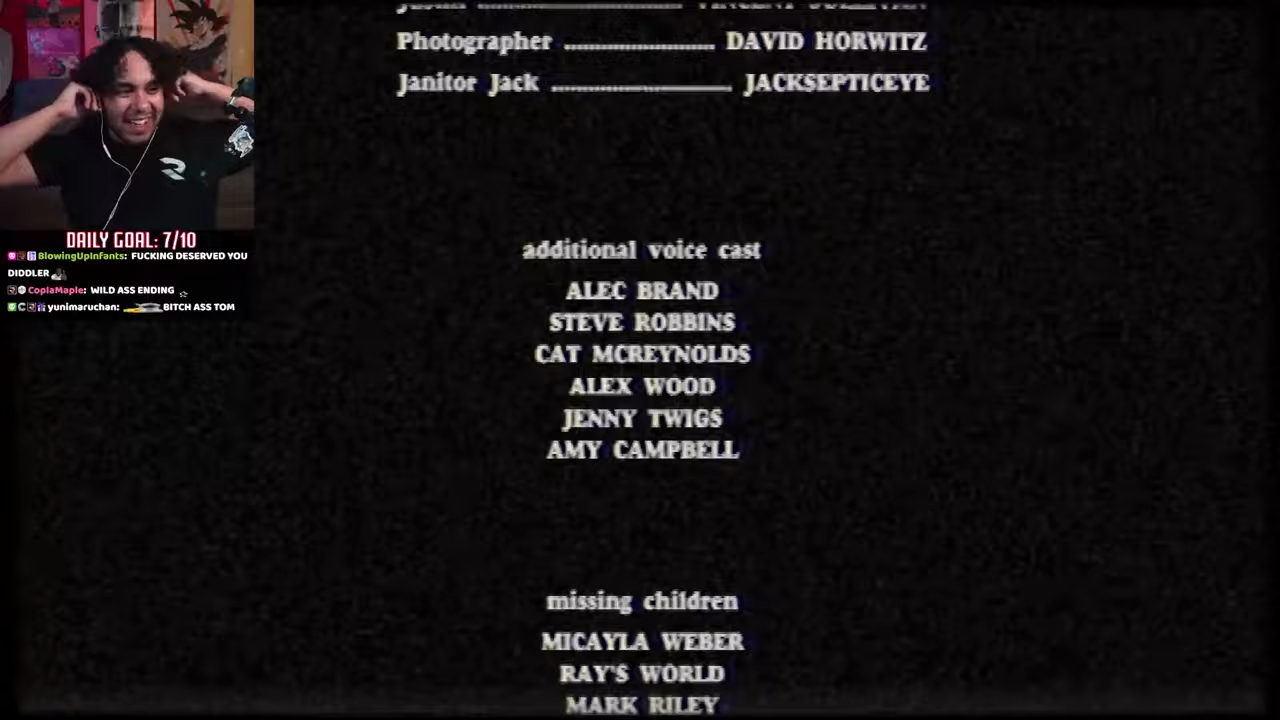 Photographer ........................ DAVID HORWITZ
Janitor Jack ............................. JACKSEPTICEYE
additional voice cast
ALEC BRAND
STEVE ROBBINS
CAT MCREYNOLDS
ALEX WOOD
JENNY TWIGS
AMY CAMPBELL
missing children
MICAYLA WEBER
RAY'S WORLD
MARK RILEY
DAILY GOAL: 7/10
BlowingUpInfants: FUCKING DESERVED YOU
DIDDLER
CoplaMaple: WILD ASS ENDING
yunimaruchan: BITCH ASS TOM